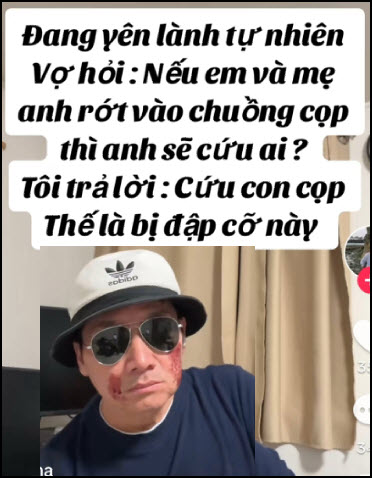 Đang yên lành tự nhiên
Vợ hỏi : Nếu em và mẹ
anh rớt vào chuồng cọp
thì anh sẽ cứu ai ?
Tôi trả lời : Cứu con cọp
Thế là bị đập cỡ này
adidas